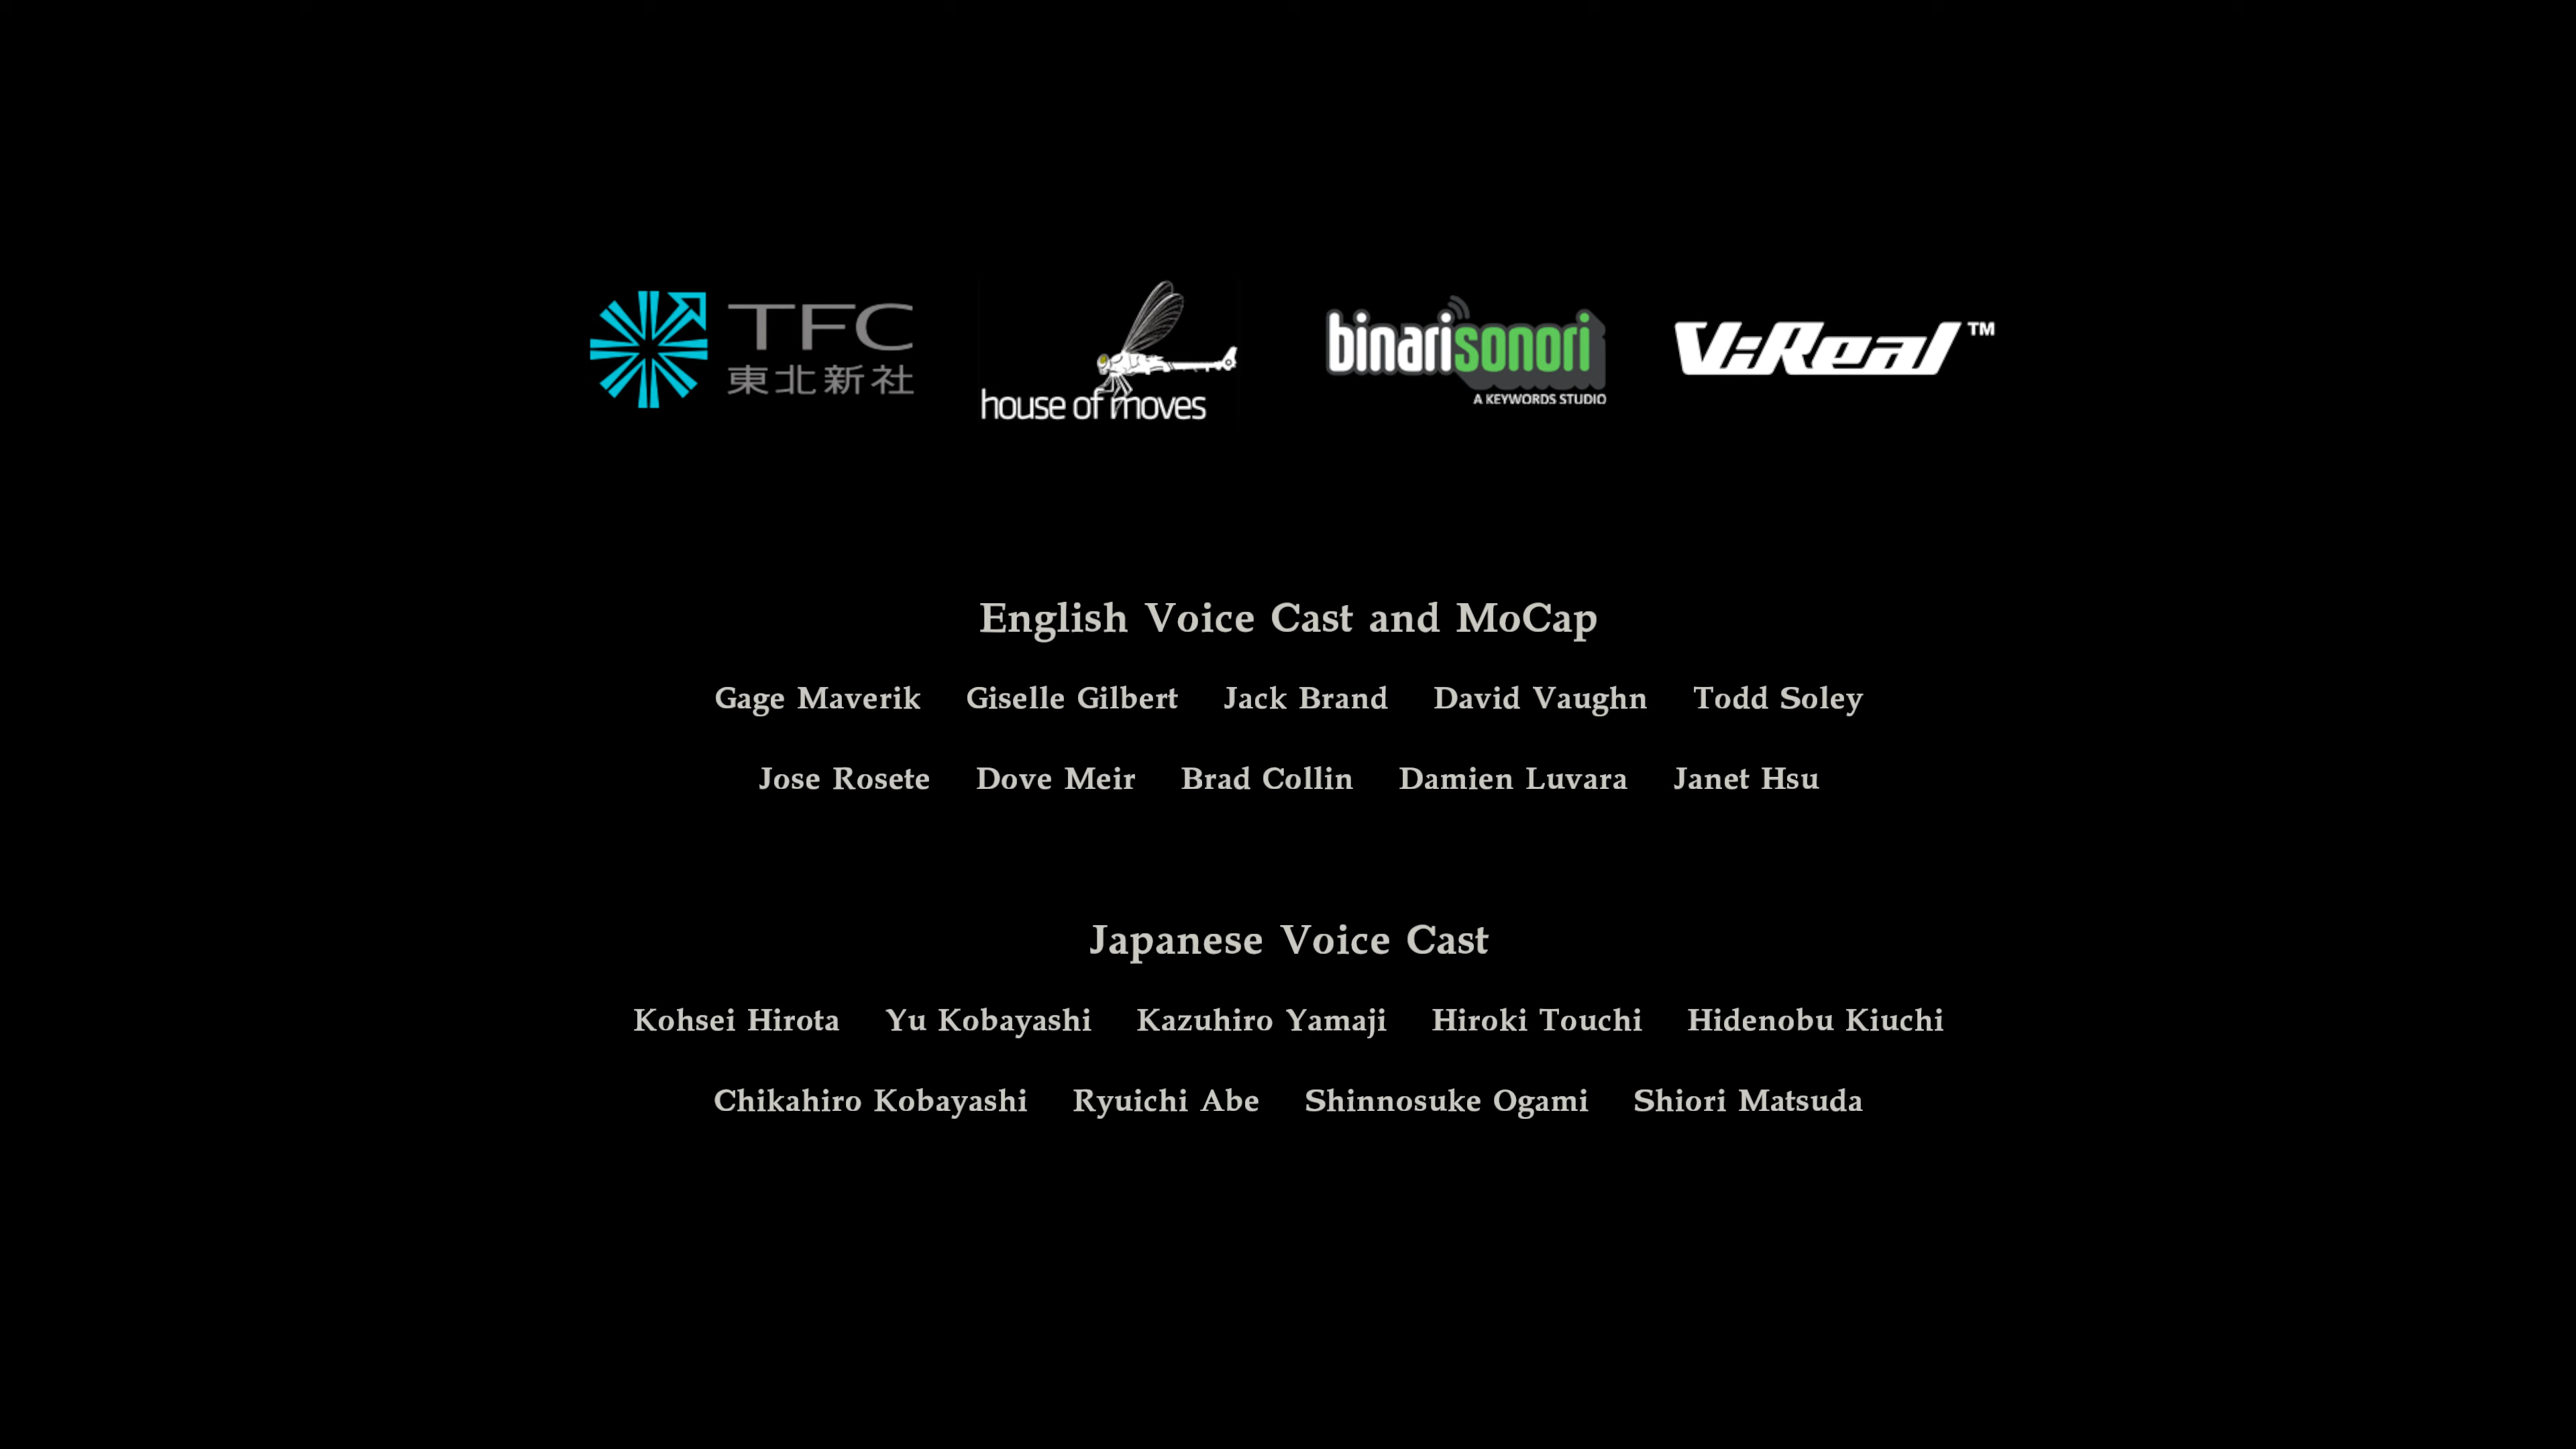 TFC
東北新社
house of moves
binarisonori
A KEYWORDS STUDIO
V:Real™
English Voice Cast and MoCap
Gage Maverik Giselle Gilbert Jack Brand David Vaughn Todd Soley
Jose Rosete Dove Meir Brad Collin Damien Luvara Janet Hsu
Japanese Voice Cast
Kohsei Hirota Yu Kobayashi Kazuhiro Yamaji Hiroki Touchi Hidenobu Kiuchi
Chikahiro Kobayashi Ryuichi Abe Shinnosuke Ogami Shiori Matsuda